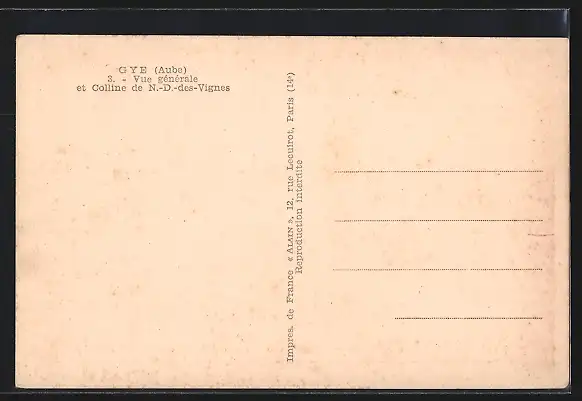 GYE (Aube)
3. - Vue générale
et Colline de N.-D.-des-Vignes
Impres. de France « ALAIN », 12, rue Lecuirot, Paris (14e)
Reproduction interdite